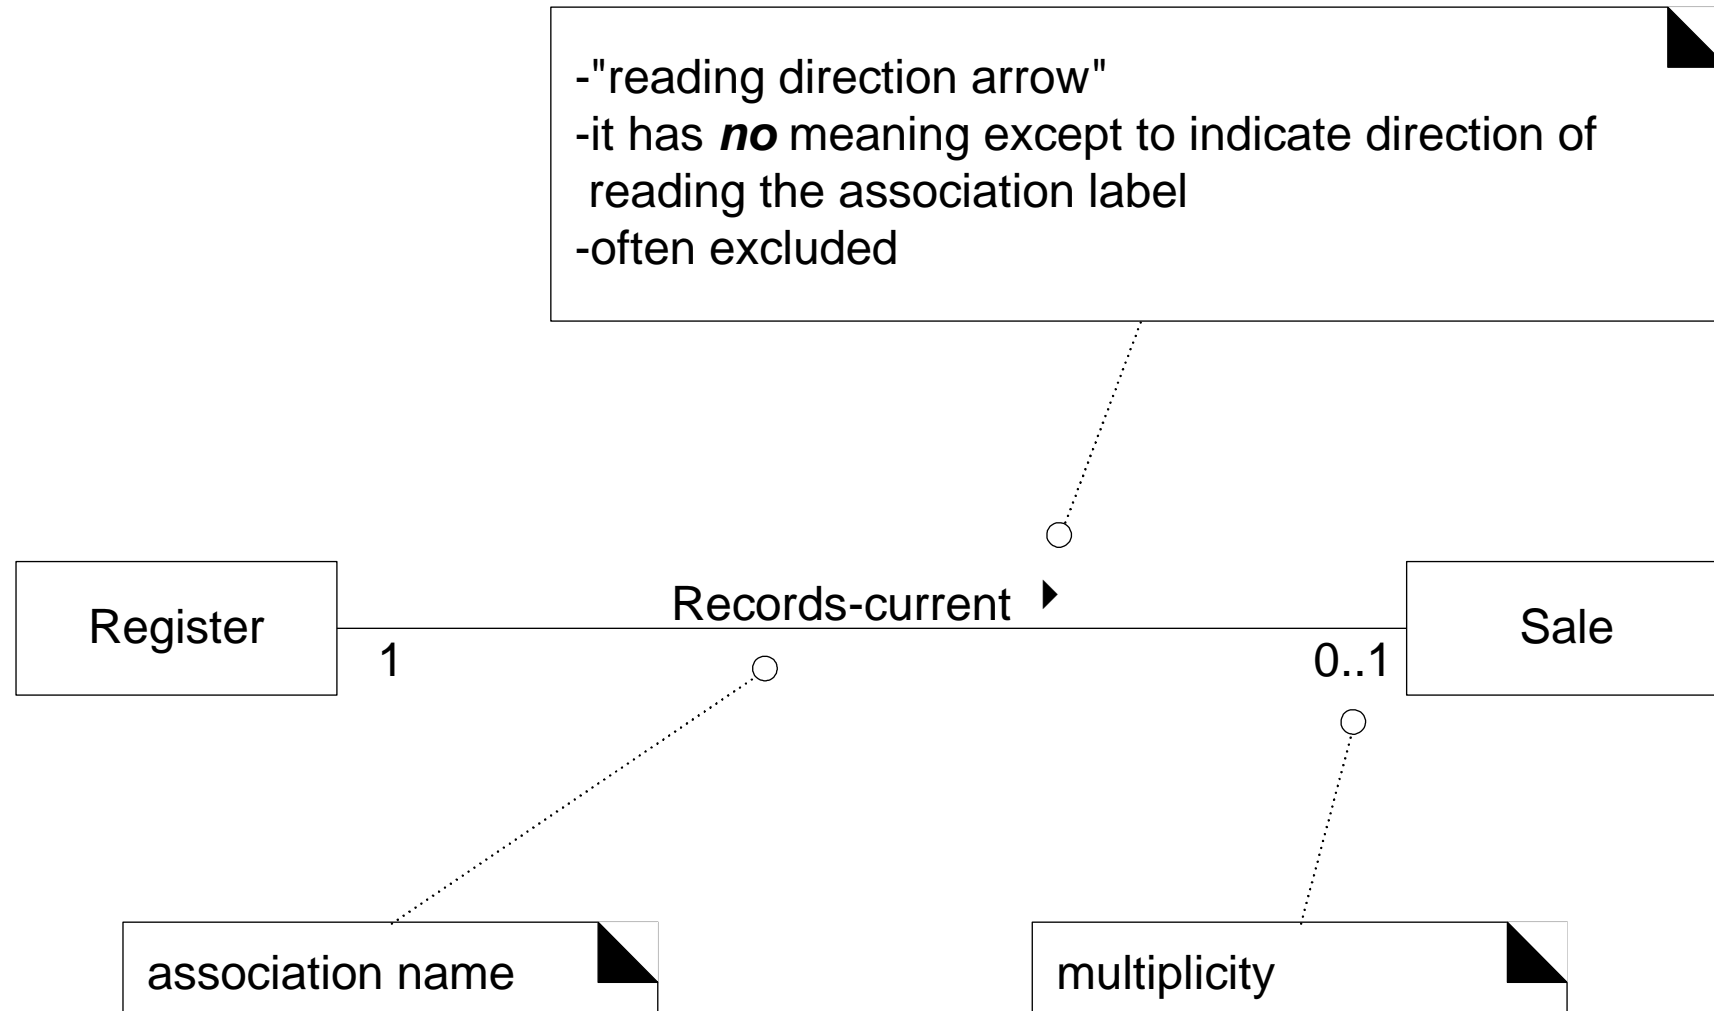 -"reading direction arrow"
-it has no meaning except to indicate direction of
reading the association label
-often excluded
Records-current
Register
Sale
1
0..1
association name
multiplicity